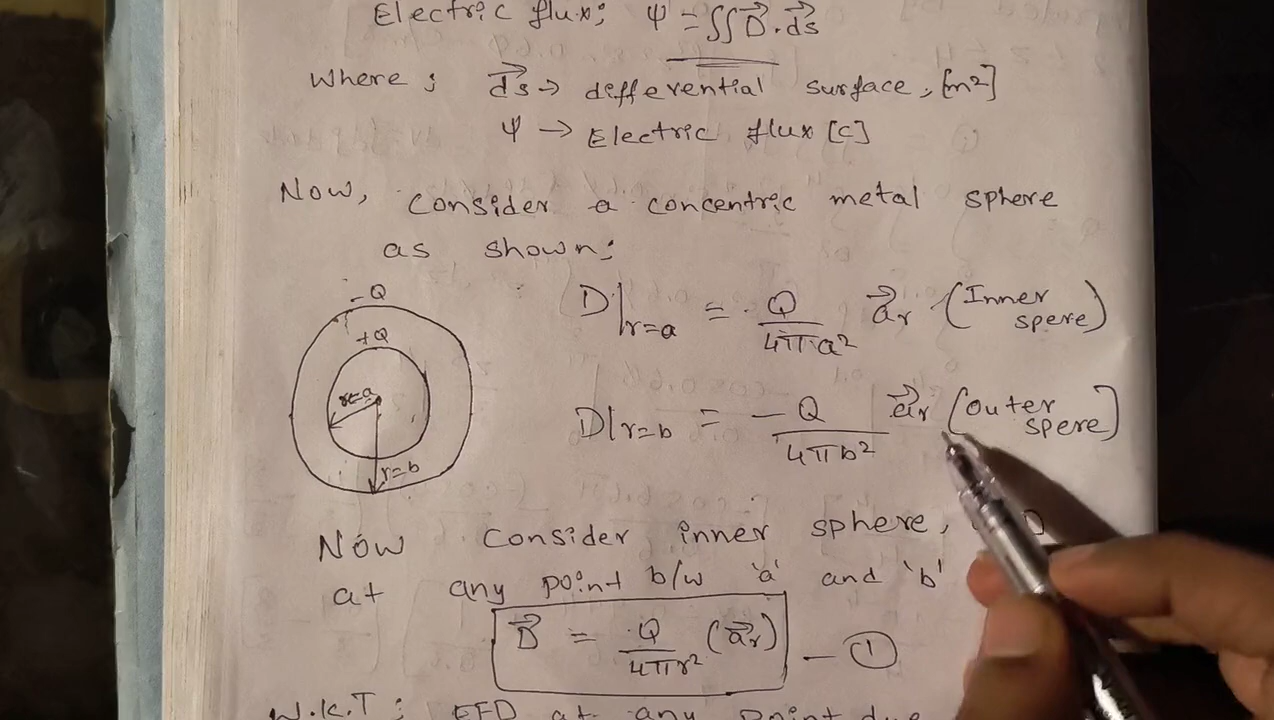 Electric flux; Ψ = ∫∫ D⃗ . ds⃗
Where ; ds⃗ → differential surface, [m²]
Ψ → Electric flux [C]
Now, consider a concentric metal sphere
as shown;
-Q
+Q
r=a
r=b
D|r=a = Q/4πa² a⃗r (Inner spere)
D|r=b = -Q/4πb² a⃗r [outer spere]
Now consider inner sphere, D
at any point b/w 'a' and 'b'
D⃗ = Q/4πr² (a⃗r) - ①
W.K.T ; EFD at any point due